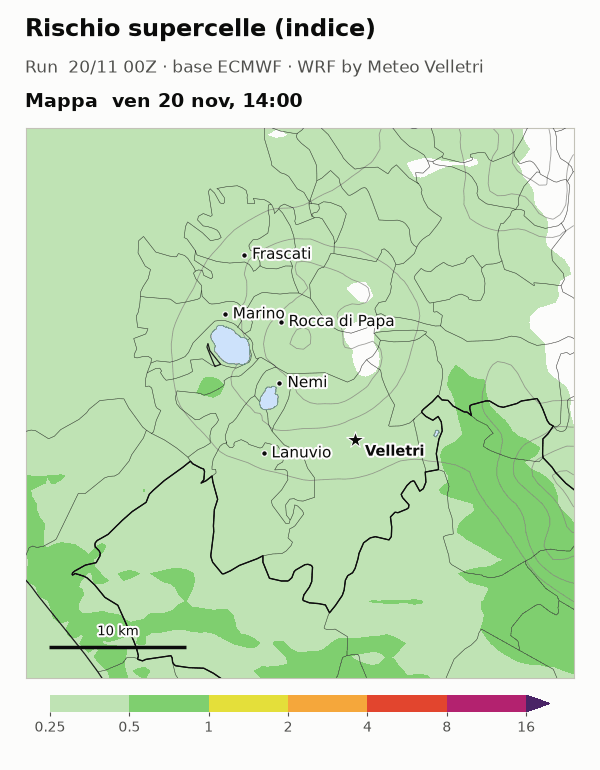 Rischio supercelle (indice)
Run  20/11 00Z · base ECMWF · WRF by Meteo Velletri
Mappa  ven 20 nov, 14:00
Frascati
Marino
Rocca di Papa
Nemi
Velletri
Lanuvio
10 km
0.25 0.5 1 2 4 8 16